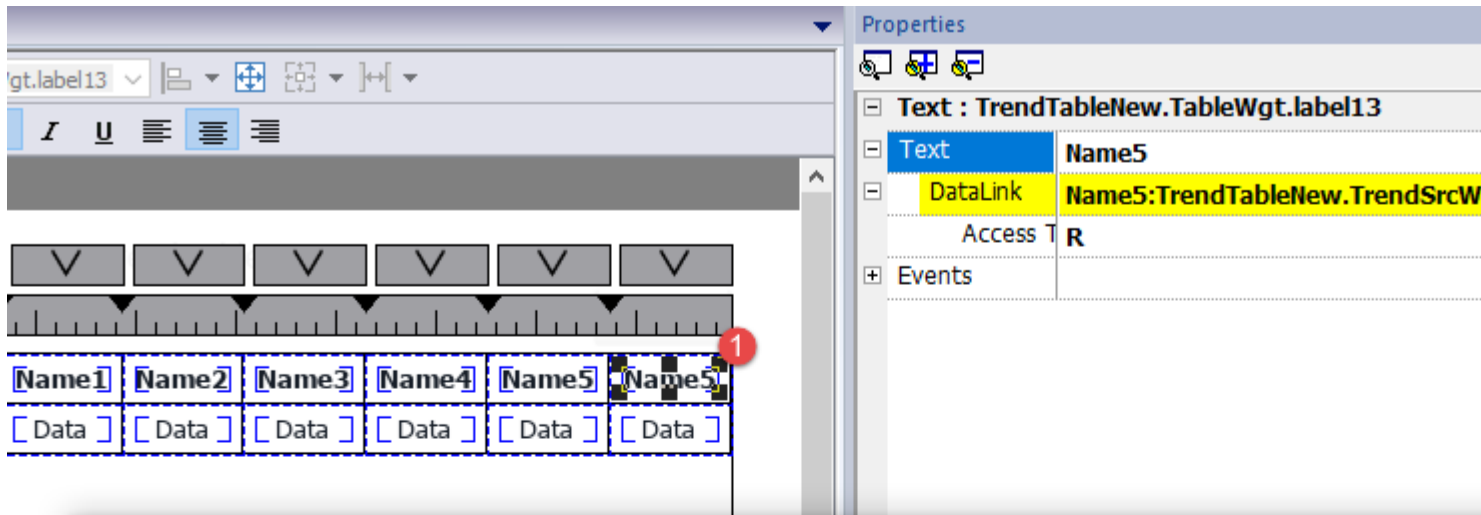 Properties
/gt.label13
Text : TrendTableNew.TableWgt.label13
I U
Text Name5
DataLink Name5:TrendTableNew.TrendSrcW
Access T R
Events
1
Name1 Name2 Name3 Name4 Name5 Name5
Data Data Data Data Data Data